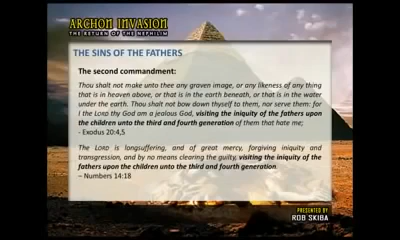 ARCHON INVASION
THE RETURN OF THE NEPHILIM
THE SINS OF THE FATHERS
The second commandment:
Thou shalt not make unto thee any graven image, or any likeness of any thing
that is in heaven above, or that is in the earth beneath, or that is in the water
under the earth. Thou shalt not bow down thyself to them, nor serve them: for
I the LORD thy God am a jealous God, visiting the iniquity of the fathers upon
the children unto the third and fourth generation of them that hate me;
- Exodus 20:4,5
The LORD is longsuffering, and of great mercy, forgiving iniquity and
transgression, and by no means clearing the guilty, visiting the iniquity of the
fathers upon the children unto the third and fourth generation.
– Numbers 14:18
PRESENTED BY
ROB SKIBA